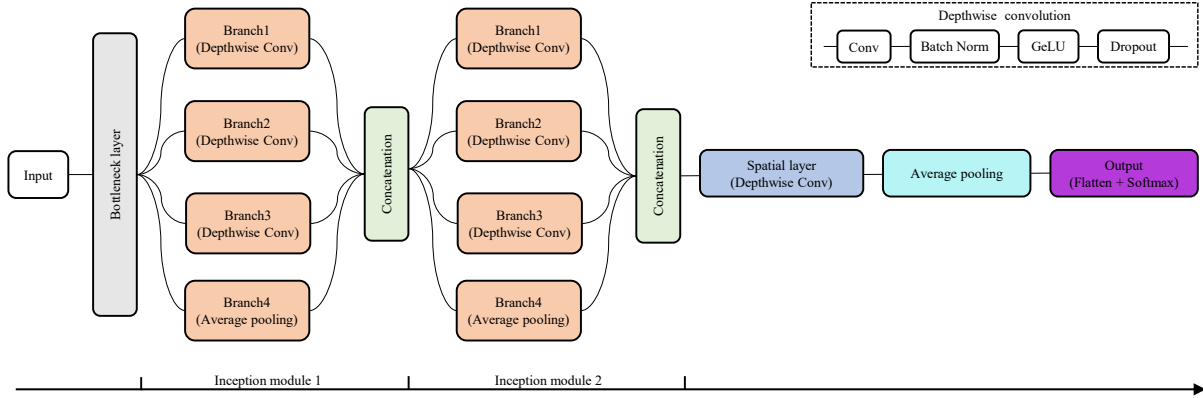 Depthwise convolution
Conv
Batch Norm
GeLU
Dropout
Input
Bottleneck layer
Branch1
(Depthwise Conv)
Branch2
(Depthwise Conv)
Branch3
(Depthwise Conv)
Branch4
(Average pooling)
Concatenation
Branch1
(Depthwise Conv)
Branch2
(Depthwise Conv)
Branch3
(Depthwise Conv)
Branch4
(Average pooling)
Concatenation
Spatial layer
(Depthwise Conv)
Average pooling
Output
(Flatten + Softmax)
Inception module 1
Inception module 2